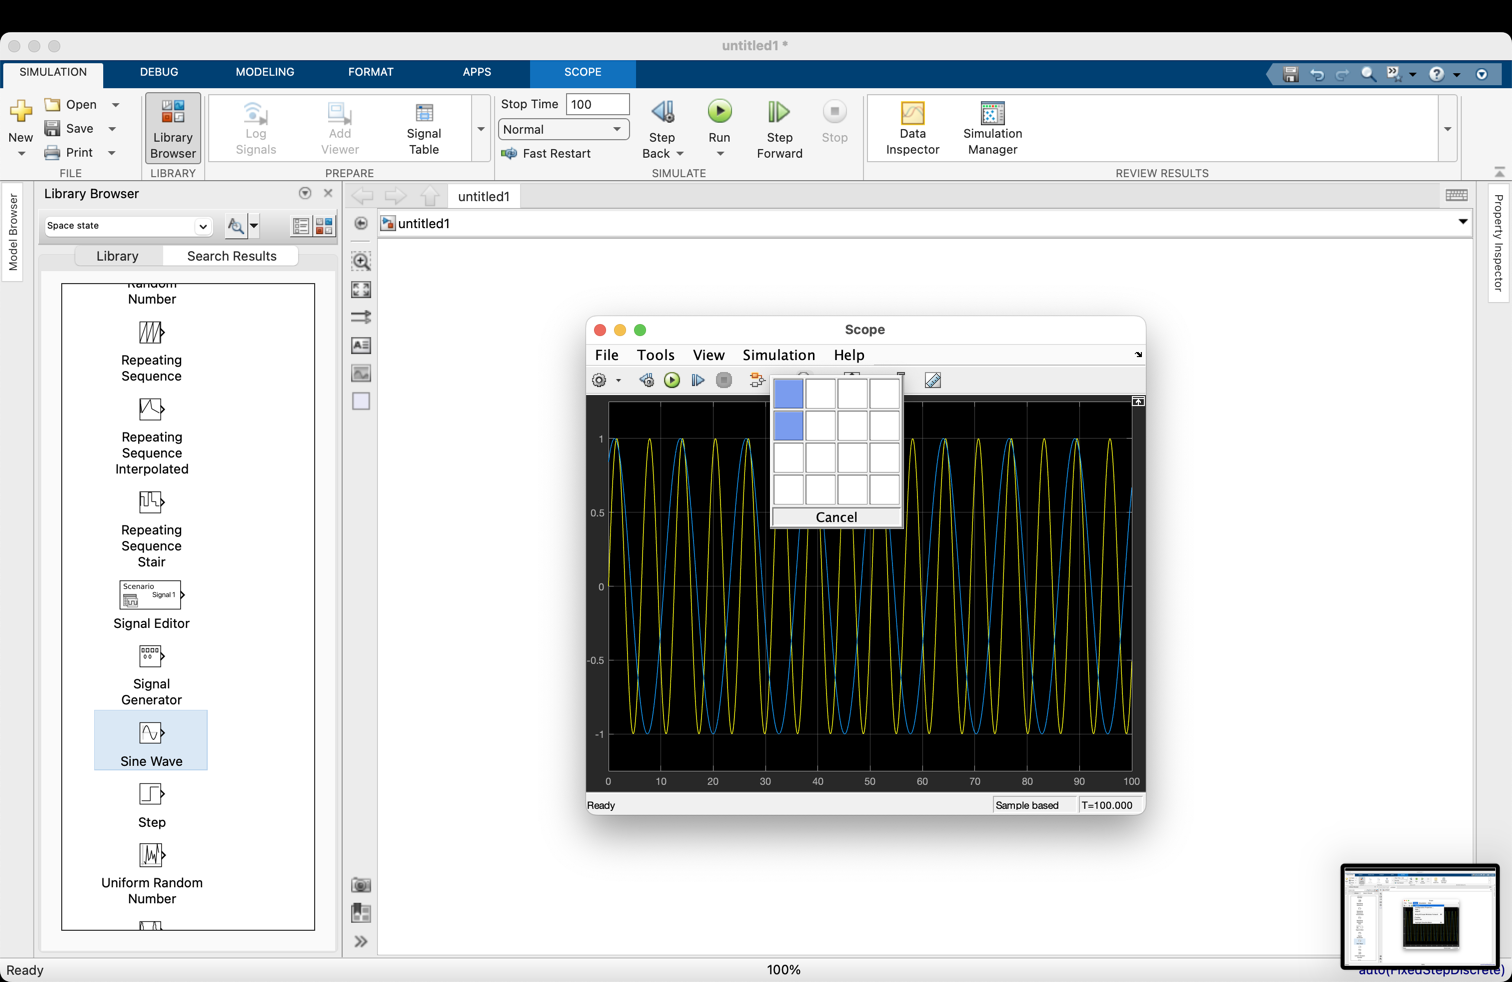 untitled1 *
SIMULATION DEBUG MODELING FORMAT APPS SCOPE
New
Open
Save
Print
FILE
Library
Browser
LIBRARY
Log
Signals
Add
Viewer
Signal
Table
PREPARE
Stop Time 100
Normal
Fast Restart
Step
Back
Run
Step
Forward
Stop
SIMULATE
Data
Inspector
Simulation
Manager
REVIEW RESULTS
Model Browser
Library Browser
Space state
Library Search Results
Random
Number
Repeating
Sequence
Repeating
Sequence
Interpolated
Repeating
Sequence
Stair
Scenario
Signal 1
Signal Editor
Signal
Generator
Sine Wave
Step
Uniform Random
Number
untitled1
untitled1
Property Inspector
Scope
File Tools View Simulation Help
Cancel
1
0.5
0
-0.5
-1
0 10 20 30 40 50 60 70 80 90 100
Ready Sample based T=100.000
Ready 100% auto(FixedStepDiscrete)